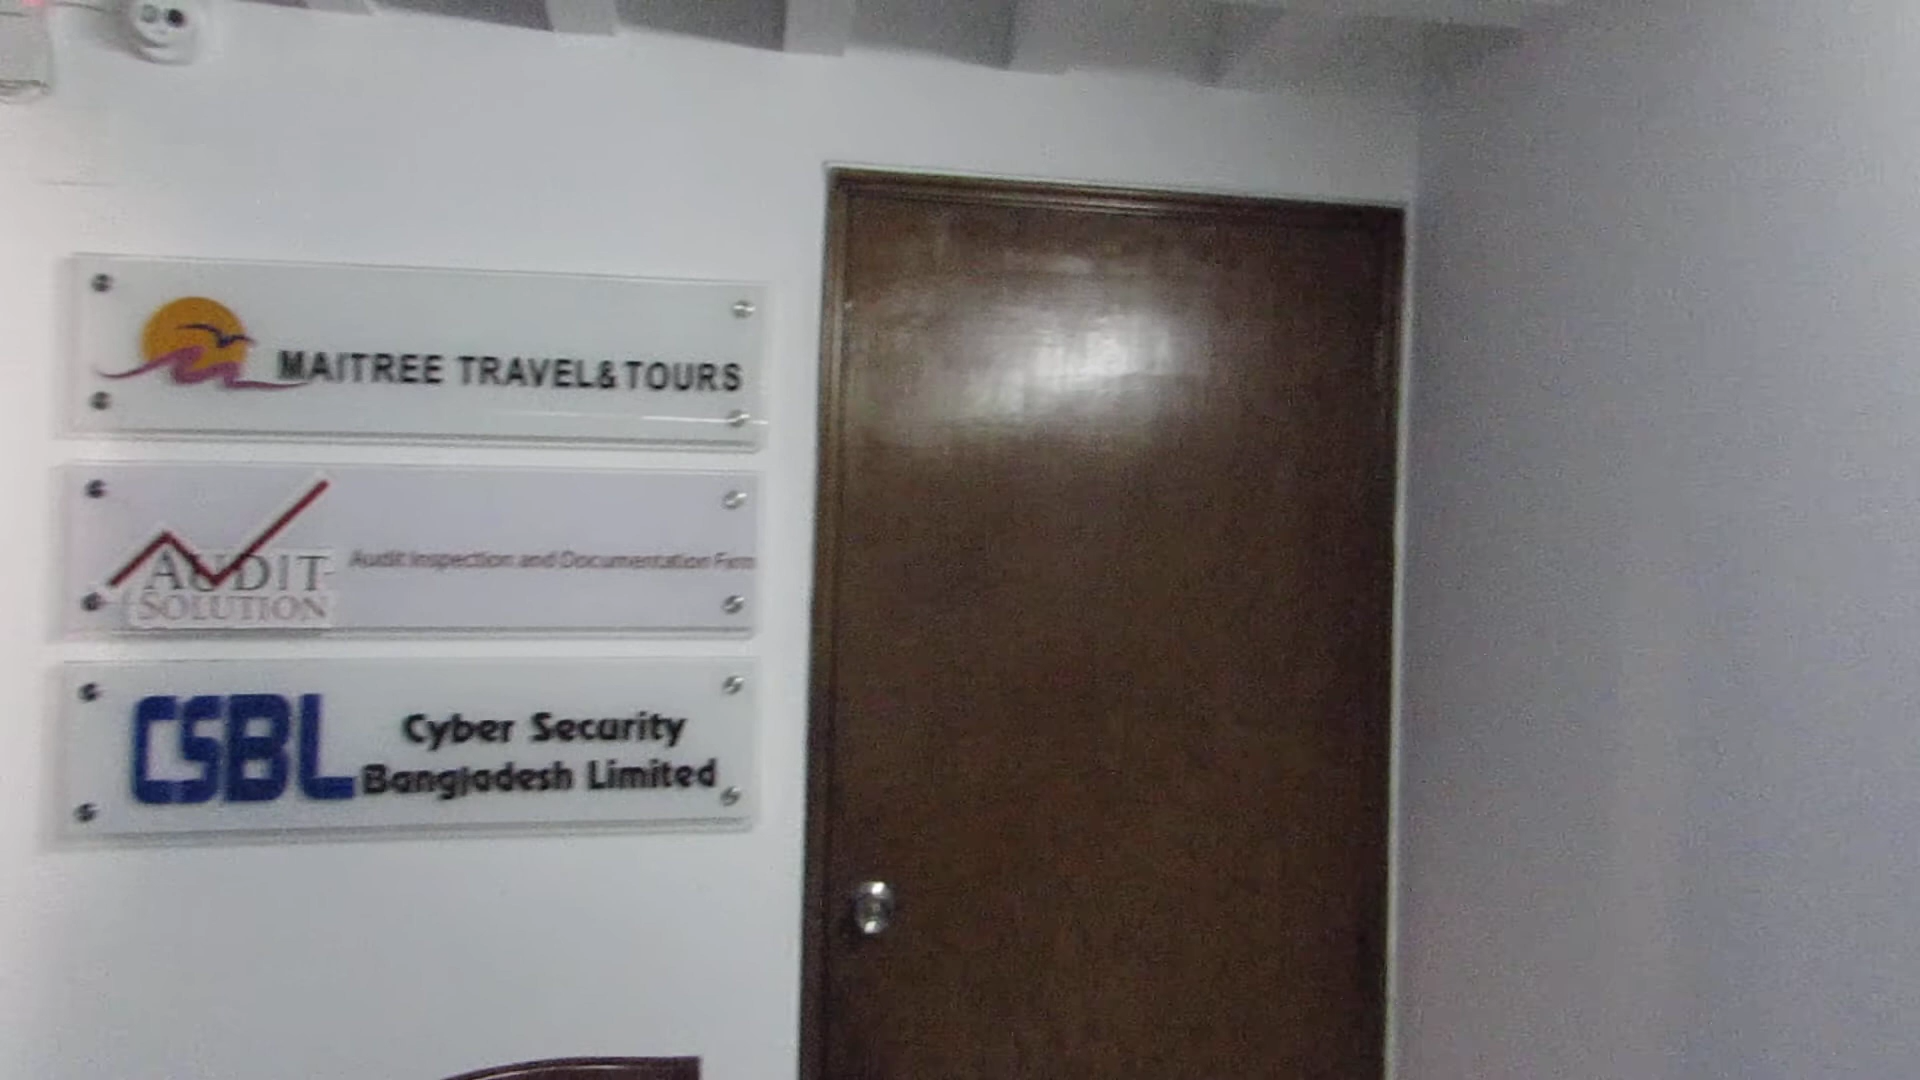 MAITREE TRAVEL&TOURS
AUDIT
SOLUTION
Audit Inspection and Documentation Firm
CSBL
Cyber Security
Bangladesh Limited